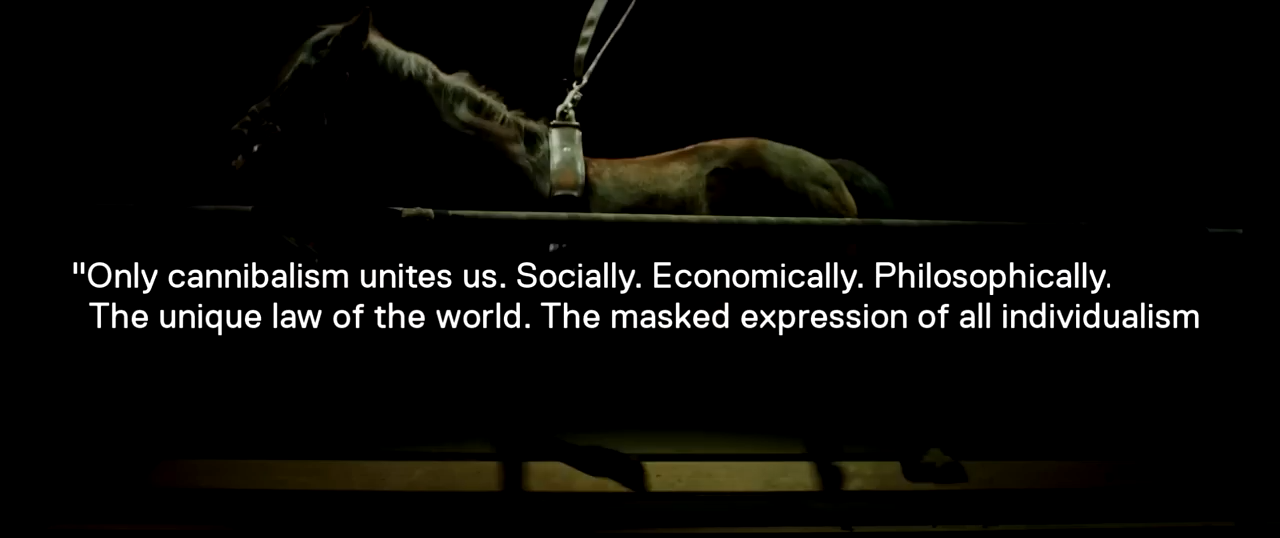 "Only cannibalism unites us. Socially. Economically. Philosophically.
The unique law of the world. The masked expression of all individualism